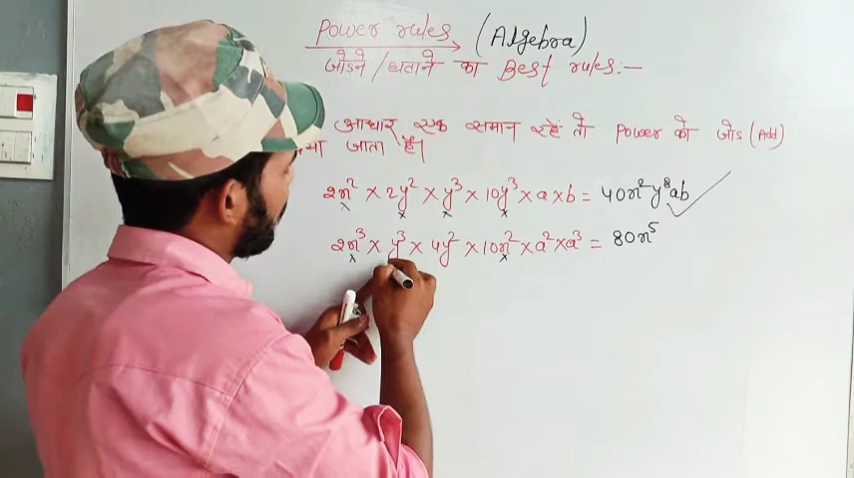 Power rules (Algebra)
जोडने/घटाने का Best rules:-
आधार एक समान रहें तो Power को जोड (Add)
या जाता है।
2x² × 2y² × y³ × 10y³ × a × b = 40x²y⁸ab
2x³ × y³ × 4y² × 10x² × a² × a³ = 80x⁵